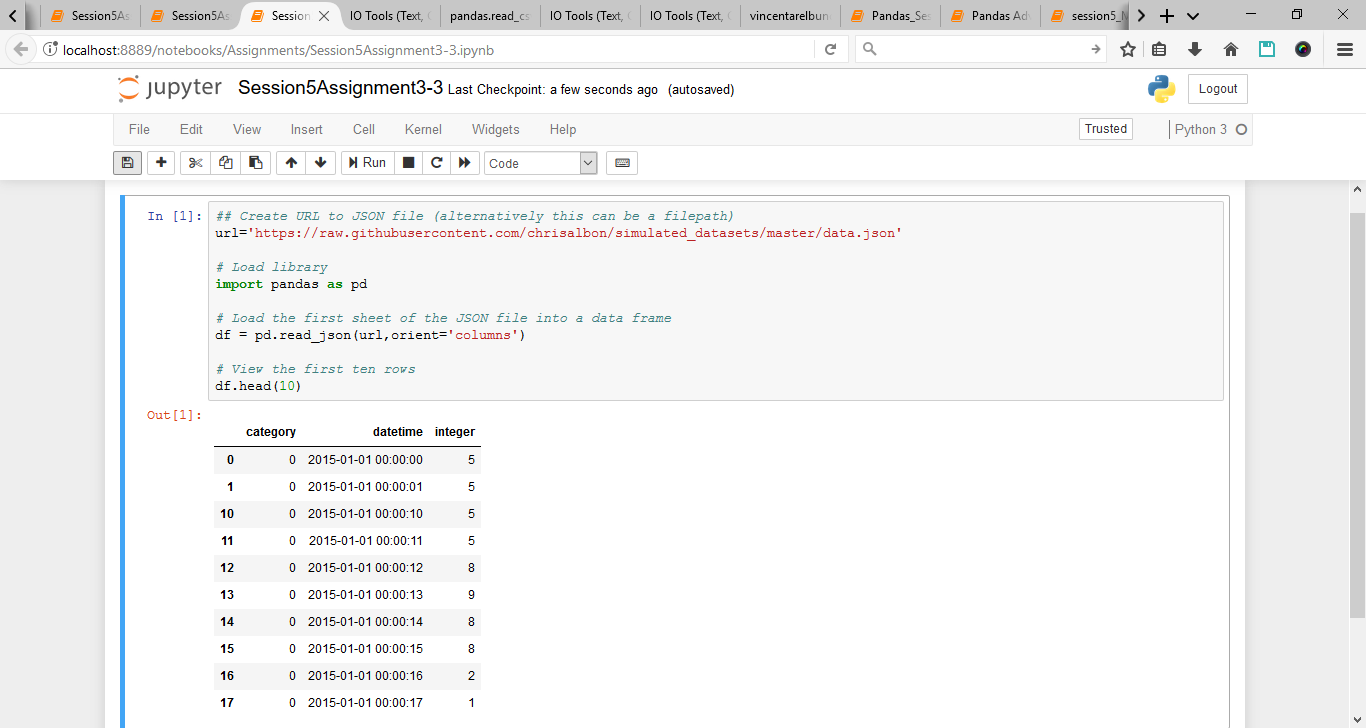 Session5As
Session5As
Session
IO Tools (Text, 
pandas.read_cs
IO Tools (Text, 
IO Tools (Text, 
vincentarelbun
Pandas_Ses
Pandas Adv
session5_
localhost:8889/notebooks/Assignments/Session5Assignment3-3.ipynb
jupyter Session5Assignment3-3 Last Checkpoint: a few seconds ago (autosaved)
Logout
File Edit View Insert Cell Kernel Widgets Help
Trusted
Python 3
Run
Code
In [1]:
## Create URL to JSON file (alternatively this can be a filepath)
url='https://raw.githubusercontent.com/chrisalbon/simulated_datasets/master/data.json'
# Load library
import pandas as pd
# Load the first sheet of the JSON file into a data frame
df = pd.read_json(url,orient='columns')
# View the first ten rows
df.head(10)
Out[1]:
category datetime integer
0 0 2015-01-01 00:00:00 5
1 0 2015-01-01 00:00:01 5
10 0 2015-01-01 00:00:10 5
11 0 2015-01-01 00:00:11 5
12 0 2015-01-01 00:00:12 8
13 0 2015-01-01 00:00:13 9
14 0 2015-01-01 00:00:14 8
15 0 2015-01-01 00:00:15 8
16 0 2015-01-01 00:00:16 2
17 0 2015-01-01 00:00:17 1